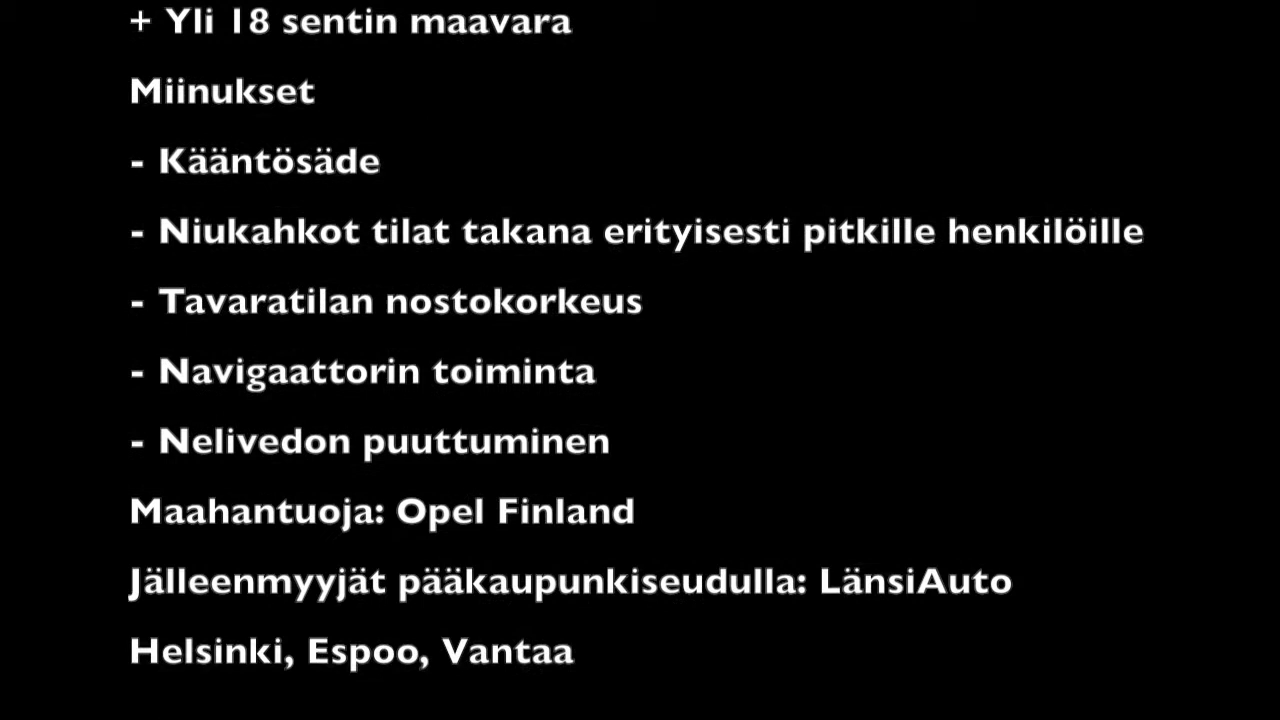 + Yli 18 sentin maavara
Miinukset
- Kääntösäde
- Niukahkot tilat takana erityisesti pitkille henkilöille
- Tavaratilan nostokorkeus
- Navigaattorin toiminta
- Nelivedon puuttuminen
Maahantuoja: Opel Finland
Jälleenmyyjät pääkaupunkiseudulla: LänsiAuto
Helsinki, Espoo, Vantaa